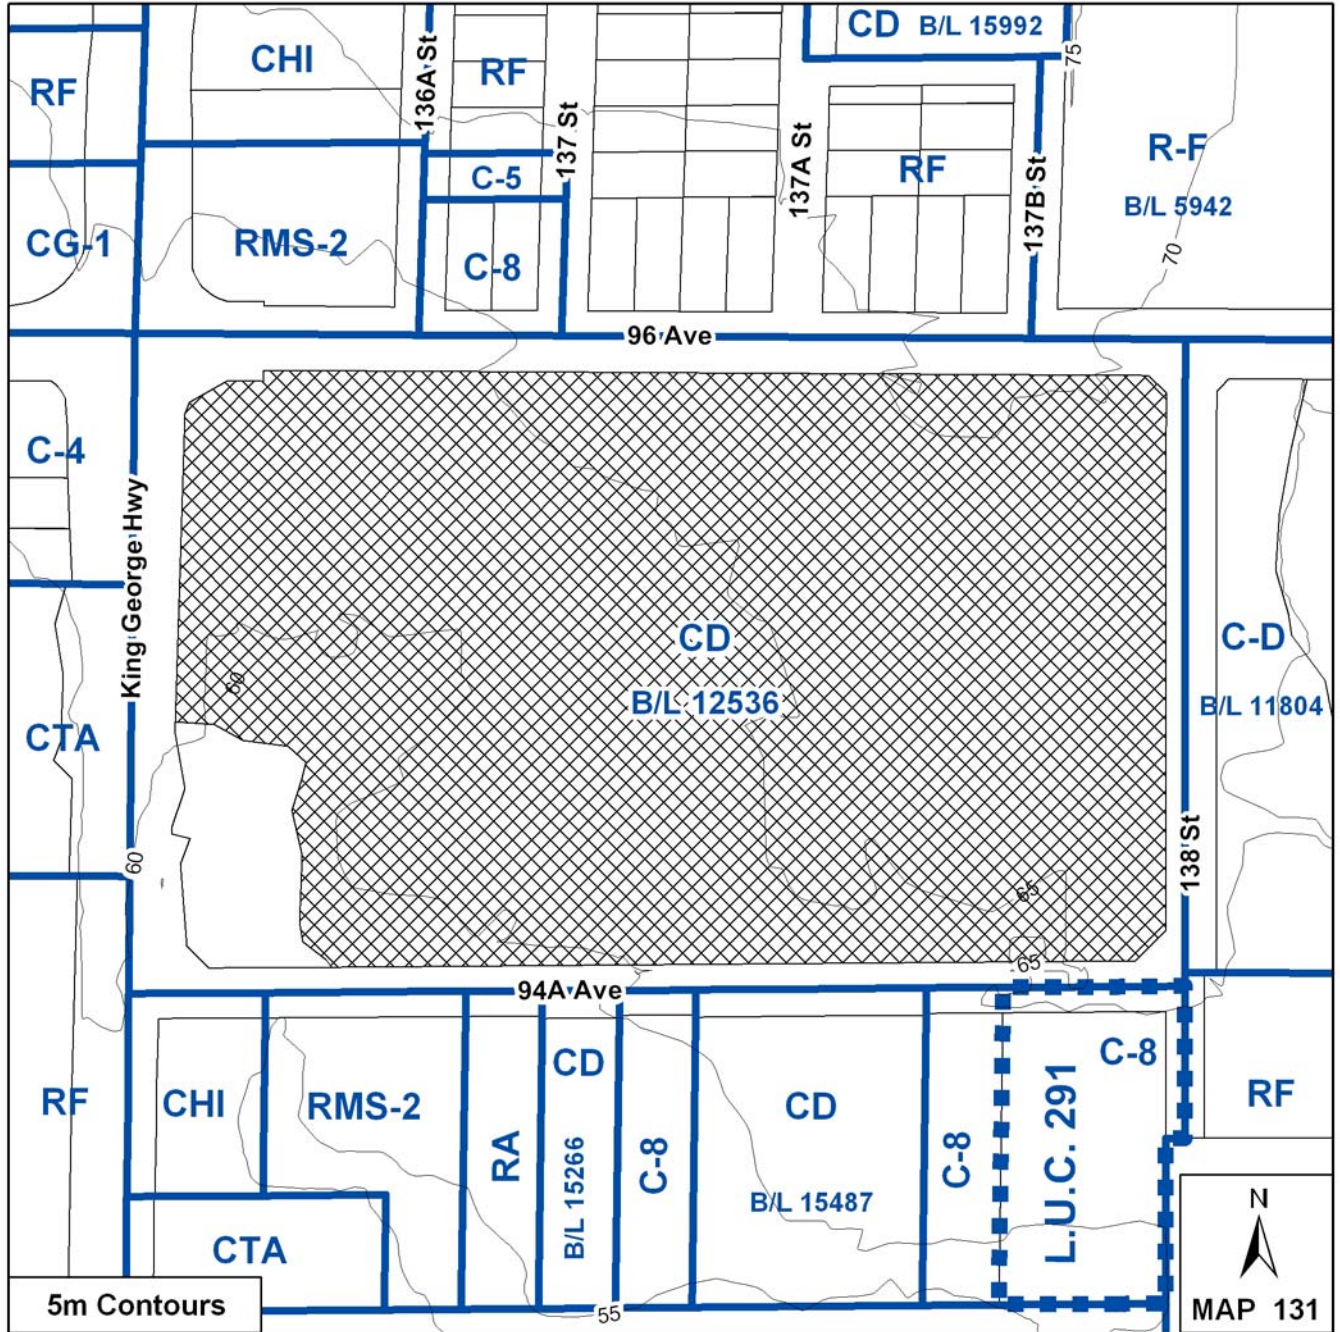 CD B/L 15992
75
CHI
RF
136A St
RF
137 St
137A St
RF
137B St
R-F
B/L 5942
70
C-5
CG-1
RMS-2
C-8
96 Ave
C-4
King George Hwy
CD
B/L 12536
C-D
B/L 11804
60
CTA
60
138 St
65
65
94A Ave
RF
CHI
RMS-2
RA
CD
B/L 15266
C-8
CD
B/L 15487
C-8
L.U.C. 291
C-8
RF
CTA
55
5m Contours
N
MAP 131